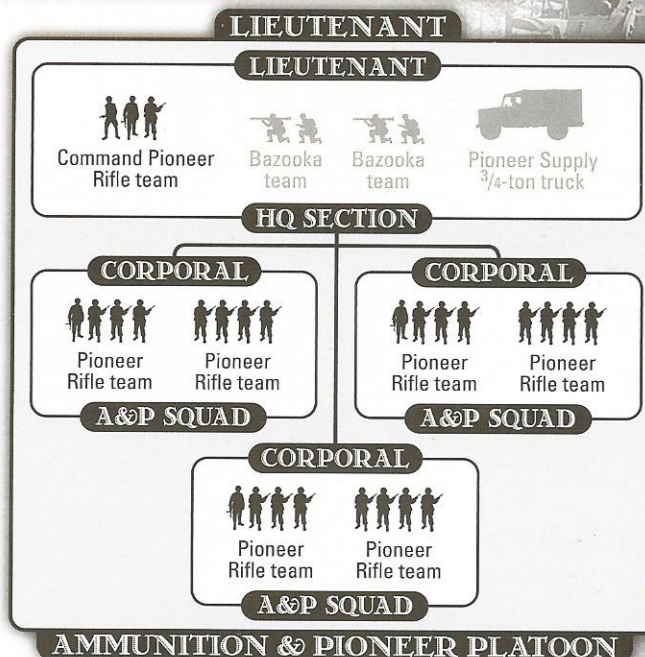 LIEUTENANT
LIEUTENANT
Command Pioneer
Rifle team
Bazooka
team
Bazooka
team
Pioneer Supply
3/4-ton truck
HQ SECTION
CORPORAL
Pioneer
Rifle team
Pioneer
Rifle team
A&P SQUAD
CORPORAL
Pioneer
Rifle team
Pioneer
Rifle team
A&P SQUAD
CORPORAL
Pioneer
Rifle team
Pioneer
Rifle team
A&P SQUAD
AMMUNITION & PIONEER PLATOON